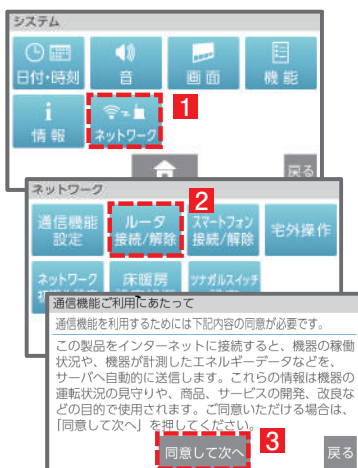 システム
日付・時刻
音
画面
機能
情報
ネットワーク
1
戻る
ネットワーク
2
通信機能
設定
ルータ
接続/解除
スマートフォン
接続/解除
宅外操作
ネットワーク
床暖房
ツナガルスイッチ
通信機能ご利用にあたって
通信機能を利用するためには下記内容の同意が必要です。
この製品をインターネットに接続すると、機器の稼働
状況や、機器が計測したエネルギーデータなどを、
サーバへ自動的に送信します。これらの情報は機器の
運転状況の見守りや、商品、サービスの開発、改良な
どの目的で使用されます。ご同意いただける場合は、
「同意して次へ」を押してください。
3
同意して次へ
戻る